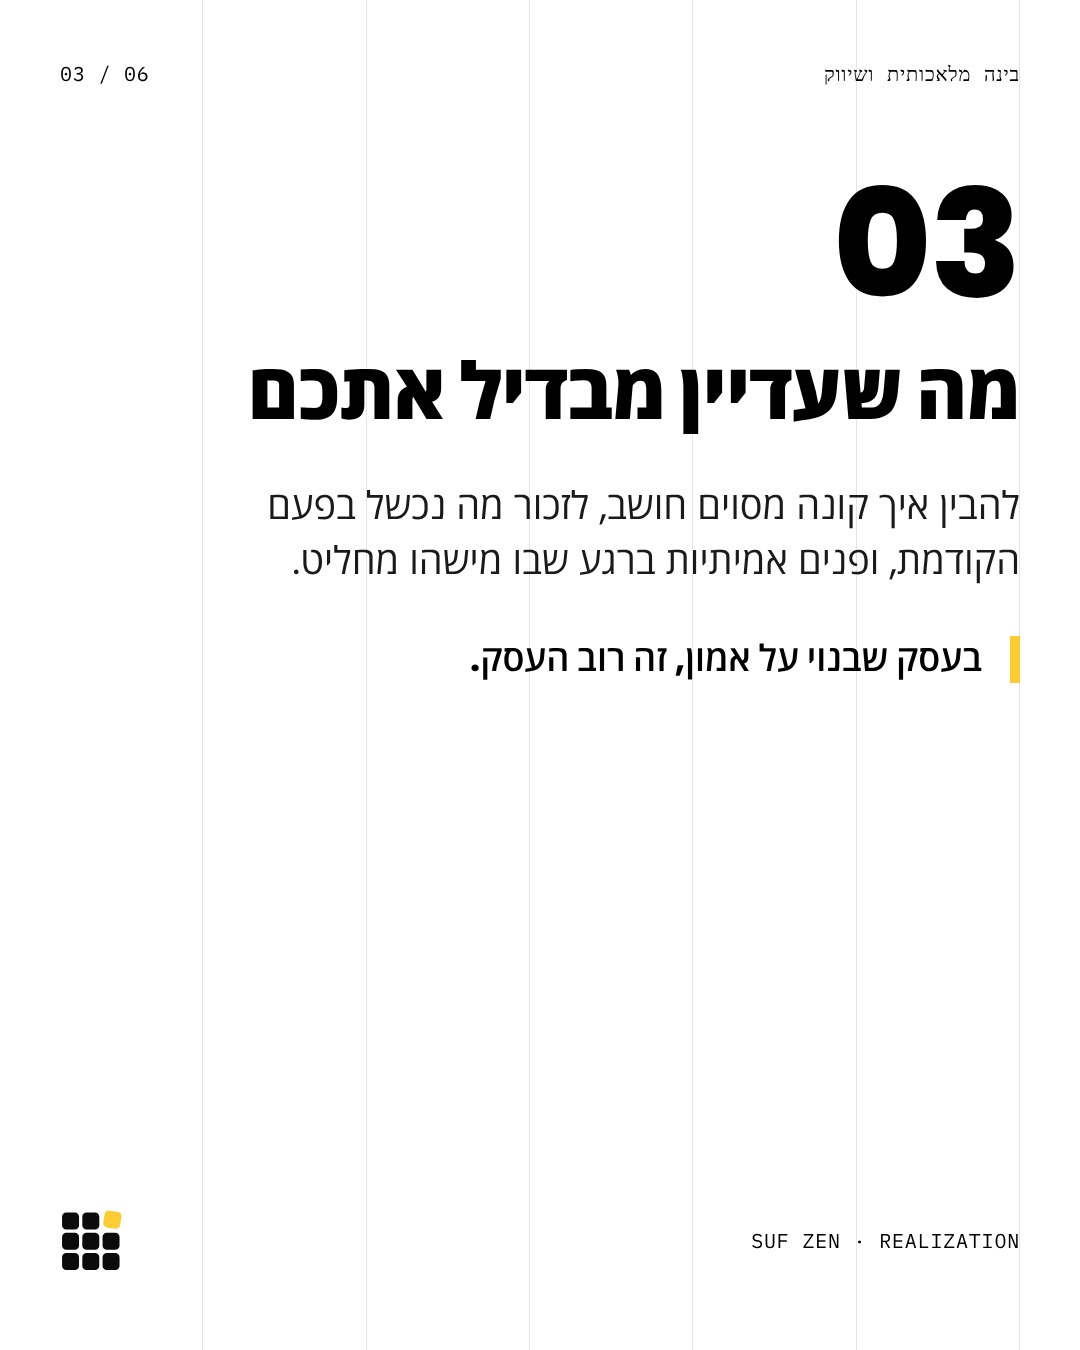 בינה מלאכותית ושיווק
03 / 06
03
מה שעדיין מבדיל אתכם
להבין איך קונה מסוים חושב, לזכור מה נכשל בפעם
הקודמת, ופנים אמיתיות ברגע שבו מישהו מחליט.
בעסק שבנוי על אמון, זה רוב העסק.
SUF ZEN · REALIZATION